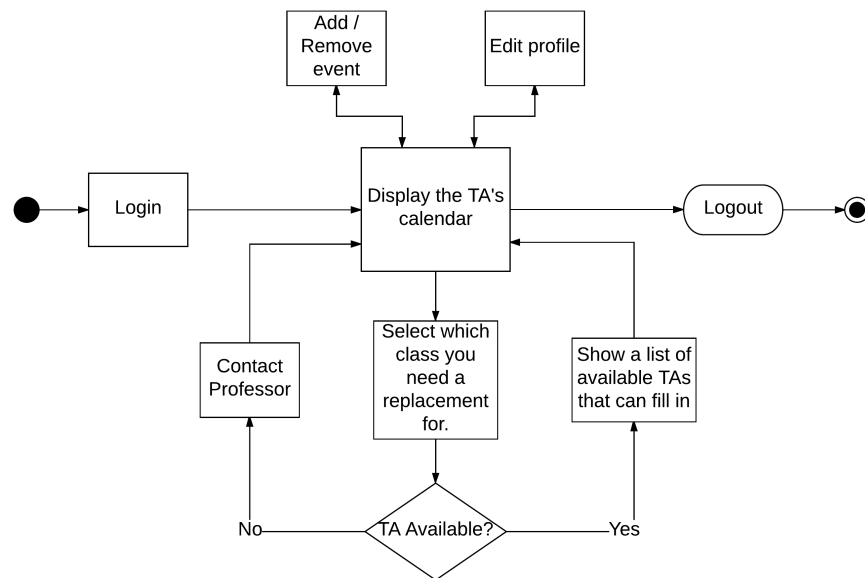 Add /
Remove
event
Edit profile
Login
Display the TA's
calendar
Logout
Contact
Professor
Select which
class you
need a
replacement
for.
Show a list of
available TAs
that can fill in
No
TA Available?
Yes